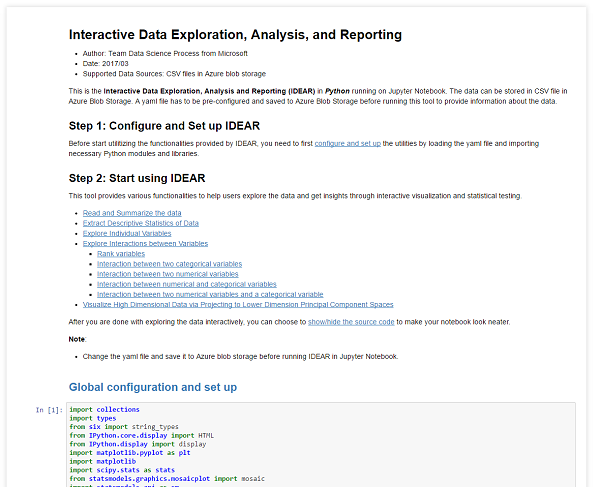 Interactive Data Exploration, Analysis, and Reporting
Author: Team Data Science Process from Microsoft
Date: 2017/03
Supported Data Sources: CSV files in Azure blob storage
This is the Interactive Data Exploration, Analysis and Reporting (IDEAR) in Python running on Jupyter Notebook. The data can be stored in CSV file in
Azure Blob Storage. A yaml file has to be pre-configured and saved to Azure Blob Storage before running this tool to provide information about the data.
Step 1: Configure and Set up IDEAR
Before start utilitizing the functionalities provided by IDEAR, you need to first configure and set up the utilities by loading the yaml file and importing
necessary Python modules and libraries.
Step 2: Start using IDEAR
This tool provides various functionalities to help users explore the data and get insights through interactive visualization and statistical testing.
Read and Summarize the data
Extract Descriptive Statistics of Data
Explore Individual Variables
Explore Interactions between Variables
Rank variables
Interaction between two categorical variables
Interaction between two numerical variables
Interaction between numerical and categorical variables
Interaction between two numerical variables and a categorical variable
Visualize High Dimensional Data via Projecting to Lower Dimension Principal Component Spaces
After you are done with exploring the data interactively, you can choose to show/hide the source code to make your notebook look neater.
Note:
Change the yaml file and save it to Azure blob storage before running IDEAR in Jupyter Notebook.
Global configuration and set up
In [1]: import collections
import types
from six import string_types
from IPython.core.display import HTML
from IPython.display import display
import matplotlib.pyplot as plt
import matplotlib
import scipy.stats as stats
from statsmodels.graphics.mosaicplot import mosaic